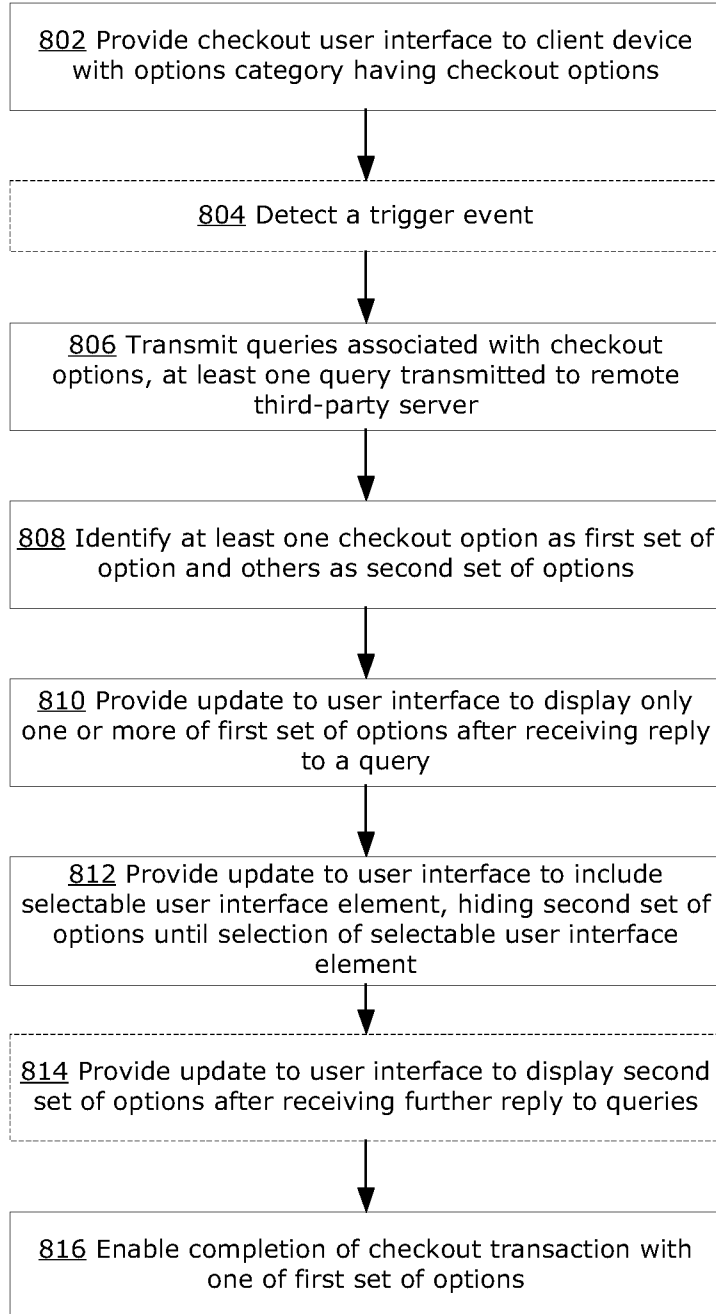 802 Provide checkout user interface to client device
with options category having checkout options
804 Detect a trigger event
806 Transmit queries associated with checkout
options, at least one query transmitted to remote
third-party server
808 Identify at least one checkout option as first set of
option and others as second set of options
810 Provide update to user interface to display only
one or more of first set of options after receiving reply
to a query
812 Provide update to user interface to include
selectable user interface element, hiding second set of
options until selection of selectable user interface
element
814 Provide update to user interface to display second
set of options after receiving further reply to queries
816 Enable completion of checkout transaction with
one of first set of options